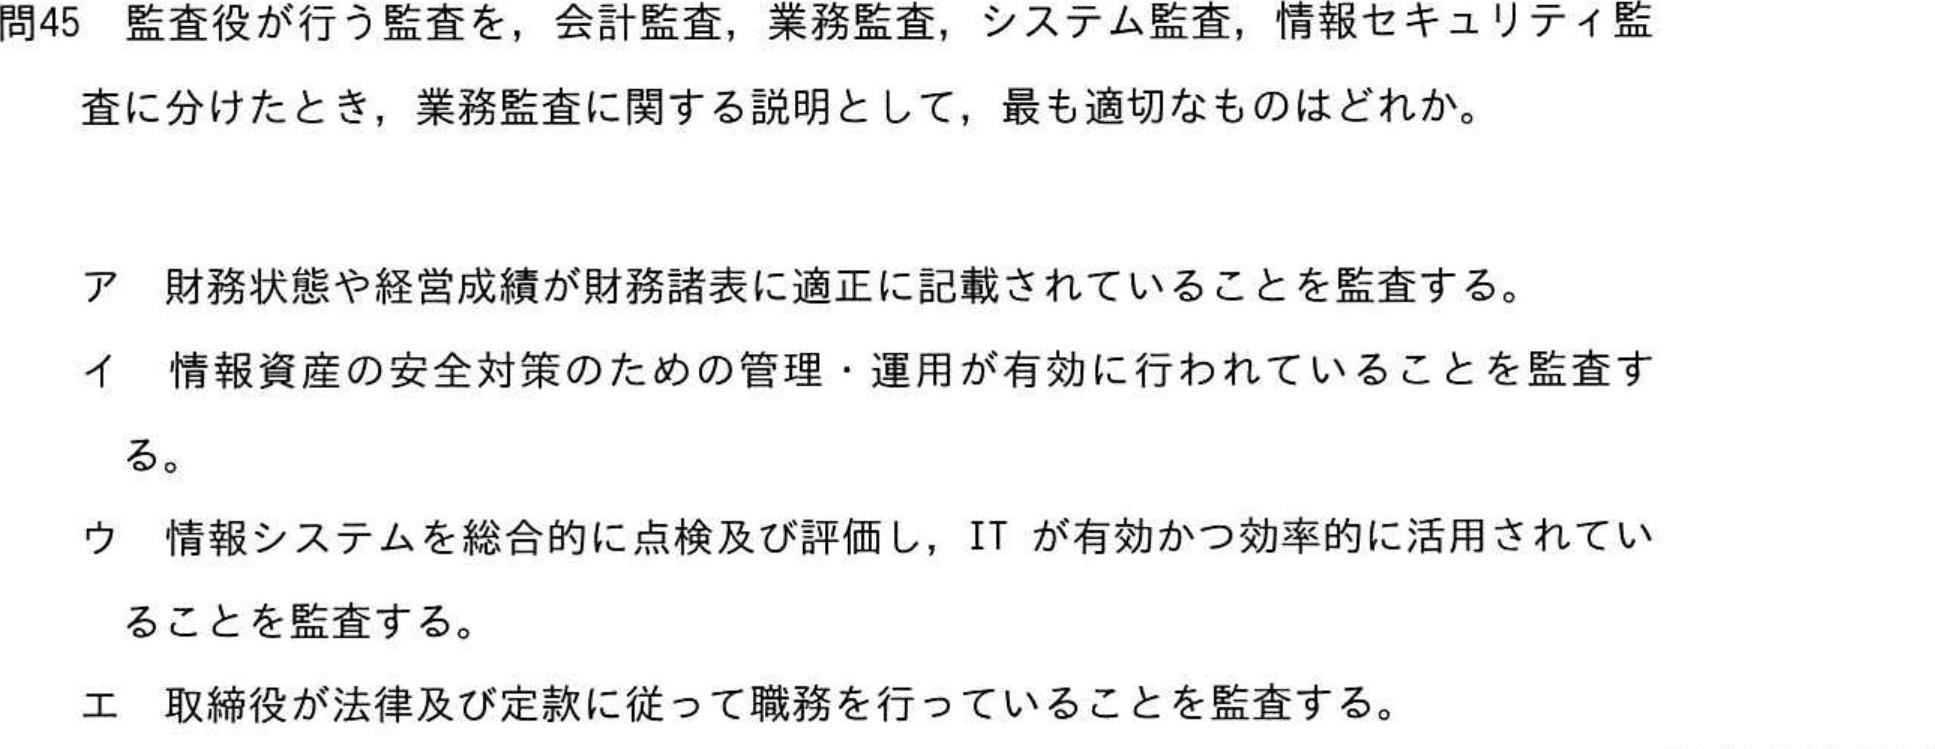 問45　監査役が行う監査を，会計監査，業務監査，システム監査，情報セキュリティ監
査に分けたとき，業務監査に関する説明として，最も適切なものはどれか。
ア　財務状態や経営成績が財務諸表に適正に記載されていることを監査する。
イ　情報資産の安全対策のための管理・運用が有効に行われていることを監査す
る。
ウ　情報システムを総合的に点検及び評価し，IT が有効かつ効率的に活用されてい
ることを監査する。
エ　取締役が法律及び定款に従って職務を行っていることを監査する。